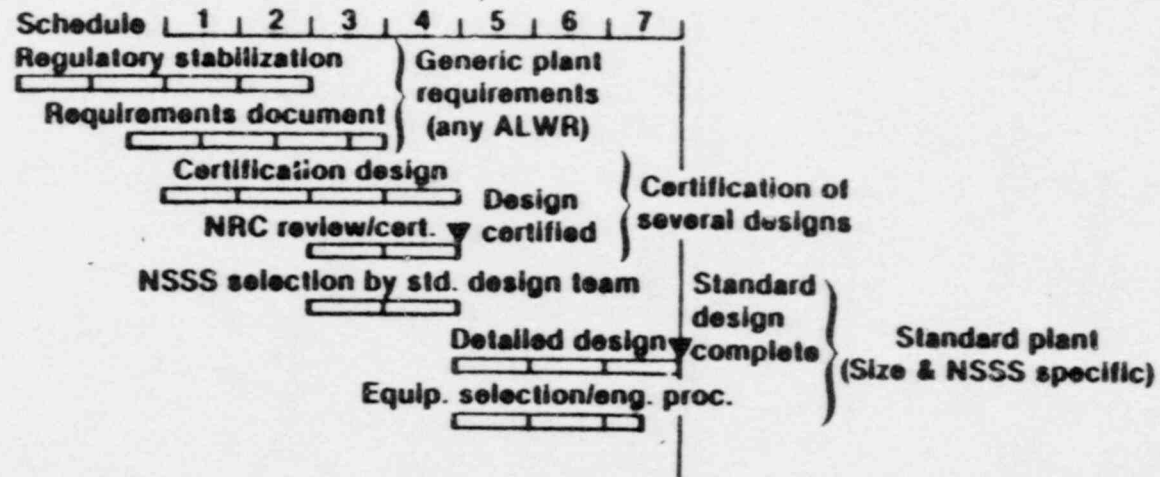 Schedule 1 2 3 4 5 6 7
Regulatory stabilization
Requirements document
Generic plant
requirements
(any ALWR)
Certification design
NRC review/cert.
Design
certified
Certification of
several designs
NSSS selection by std. design team
Detailed design
Equip. selection/eng. proc.
Standard
design
complete
Standard plant
(Size & NSSS specific)